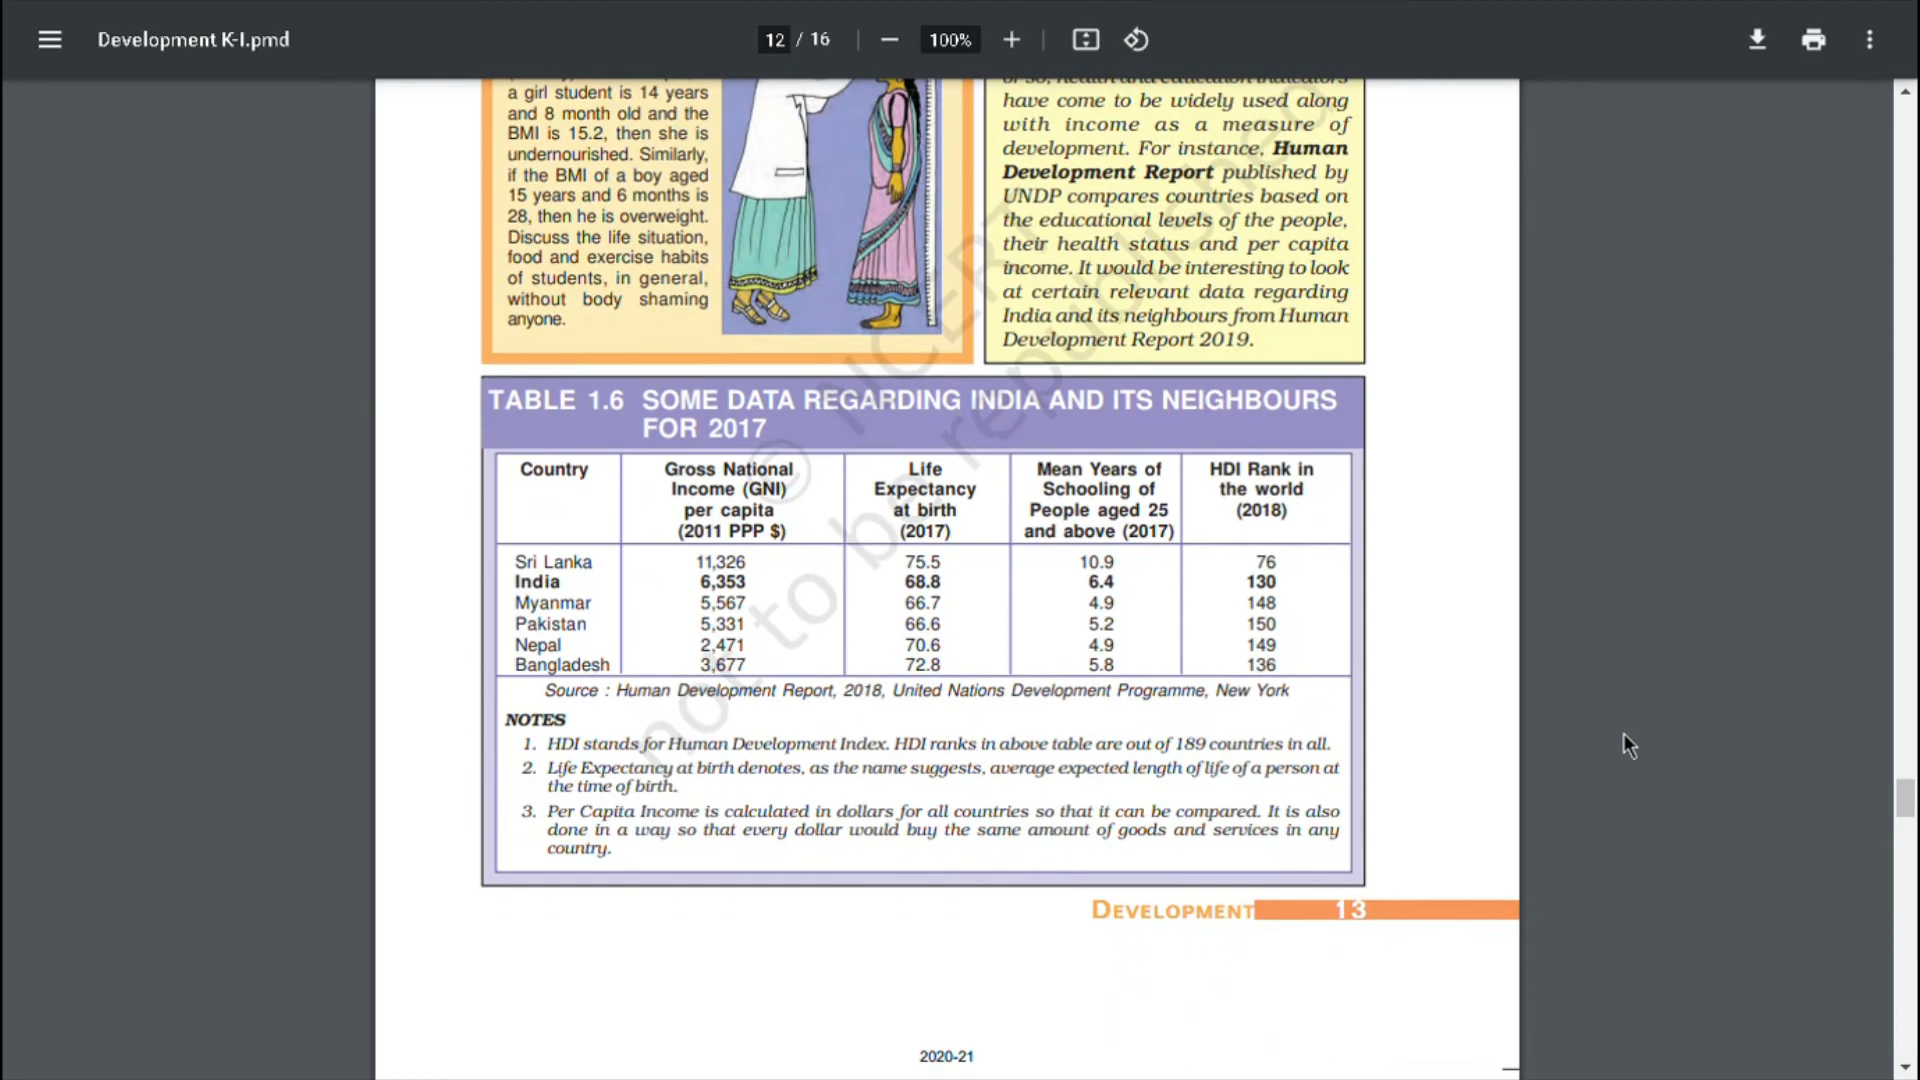 Development K-I.pmd
12 / 16
100%
a girl student is 14 years
and 8 month old and the
BMI is 15.2, then she is
undernourished. Similarly,
if the BMI of a boy aged
15 years and 6 months is
28, then he is overweight.
Discuss the life situation,
food and exercise habits
of students, in general,
without body shaming
anyone.
or so, health and education indicators
have come to be widely used along
with income as a measure of
development. For instance, Human
Development Report published by
UNDP compares countries based on
the educational levels of the people,
their health status and per capita
income. It would be interesting to look
at certain relevant data regarding
India and its neighbours from Human
Development Report 2019.
TABLE 1.6 SOME DATA REGARDING INDIA AND ITS NEIGHBOURS
FOR 2017
Country Gross National Life Mean Years of HDI Rank in
Income (GNI) Expectancy Schooling of the world
per capita at birth People aged 25 (2018)
(2011 PPP $) (2017) and above (2017)
Sri Lanka 11,326 75.5 10.9 76
India 6,353 68.8 6.4 130
Myanmar 5,567 66.7 4.9 148
Pakistan 5,331 66.6 5.2 150
Nepal 2,471 70.6 4.9 149
Bangladesh 3,677 72.8 5.8 136
Source : Human Development Report, 2018, United Nations Development Programme, New York
NOTES
1. HDI stands for Human Development Index. HDI ranks in above table are out of 189 countries in all.
2. Life Expectancy at birth denotes, as the name suggests, average expected length of life of a person at
the time of birth.
3. Per Capita Income is calculated in dollars for all countries so that it can be compared. It is also
done in a way so that every dollar would buy the same amount of goods and services in any
country.
DEVELOPMENT 13
2020-21
© NCERT
not to be republished